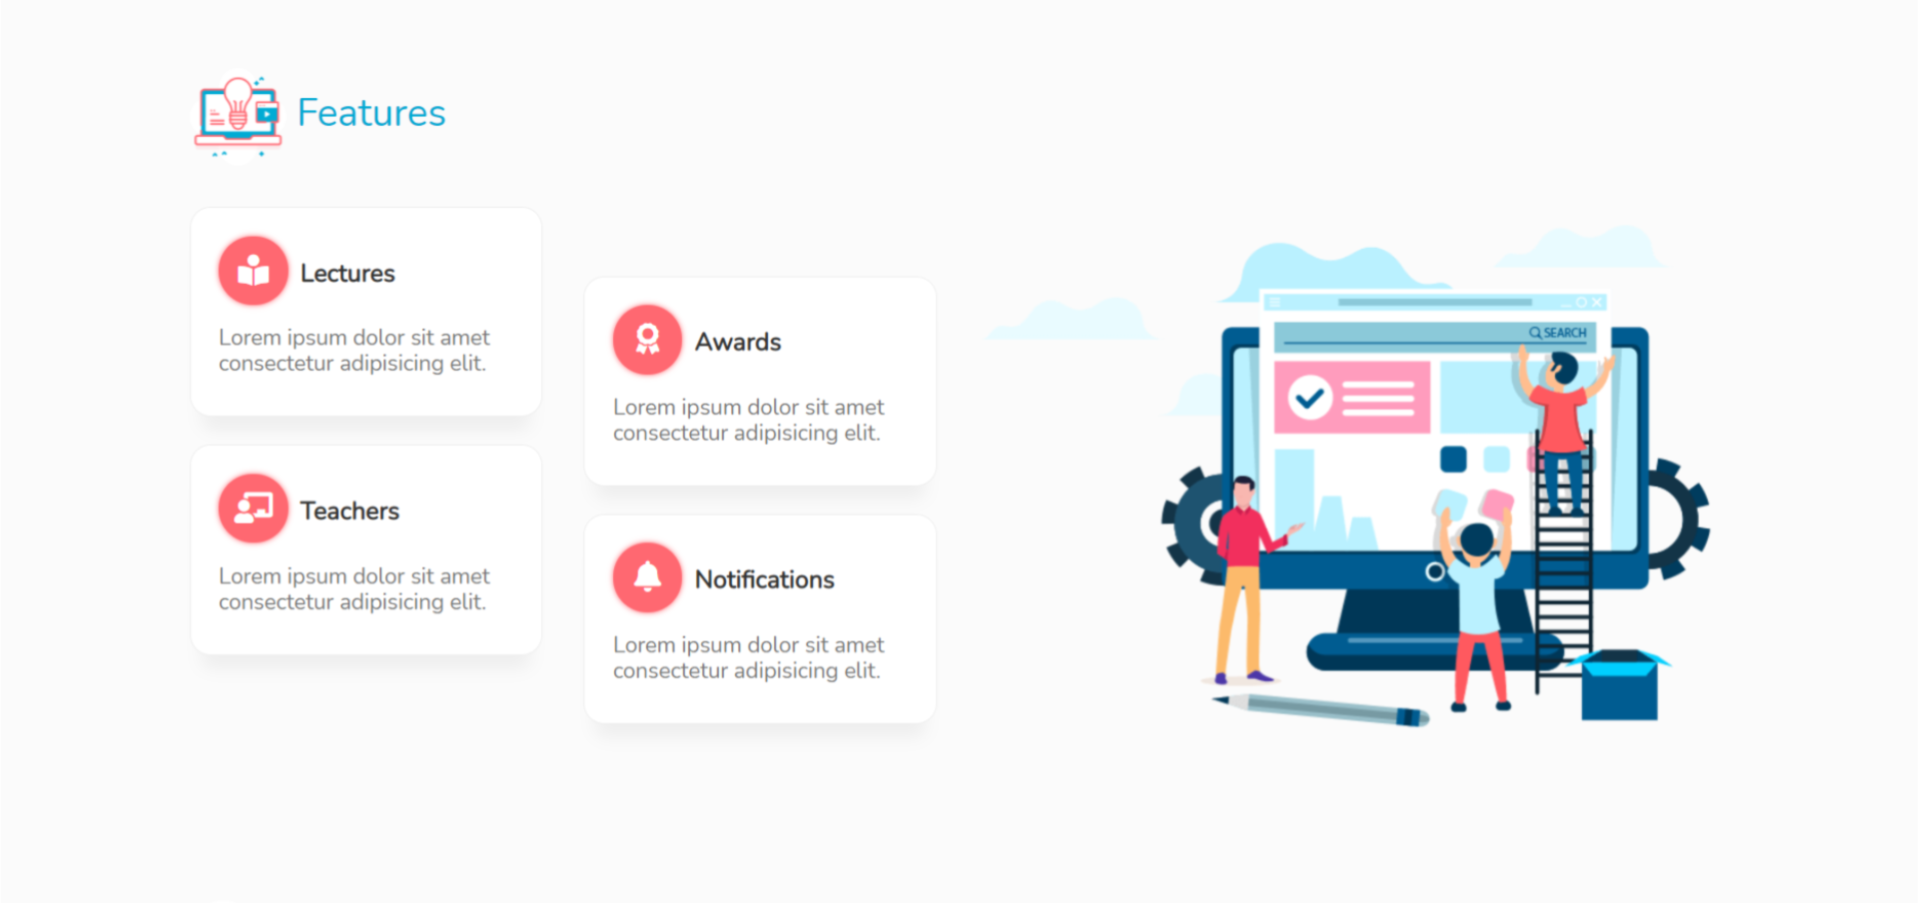 Features
Lectures
Lorem ipsum dolor sit amet
consectetur adipisicing elit.
Teachers
Lorem ipsum dolor sit amet
consectetur adipisicing elit.
Awards
Lorem ipsum dolor sit amet
consectetur adipisicing elit.
Notifications
Lorem ipsum dolor sit amet
consectetur adipisicing elit.
SEARCH